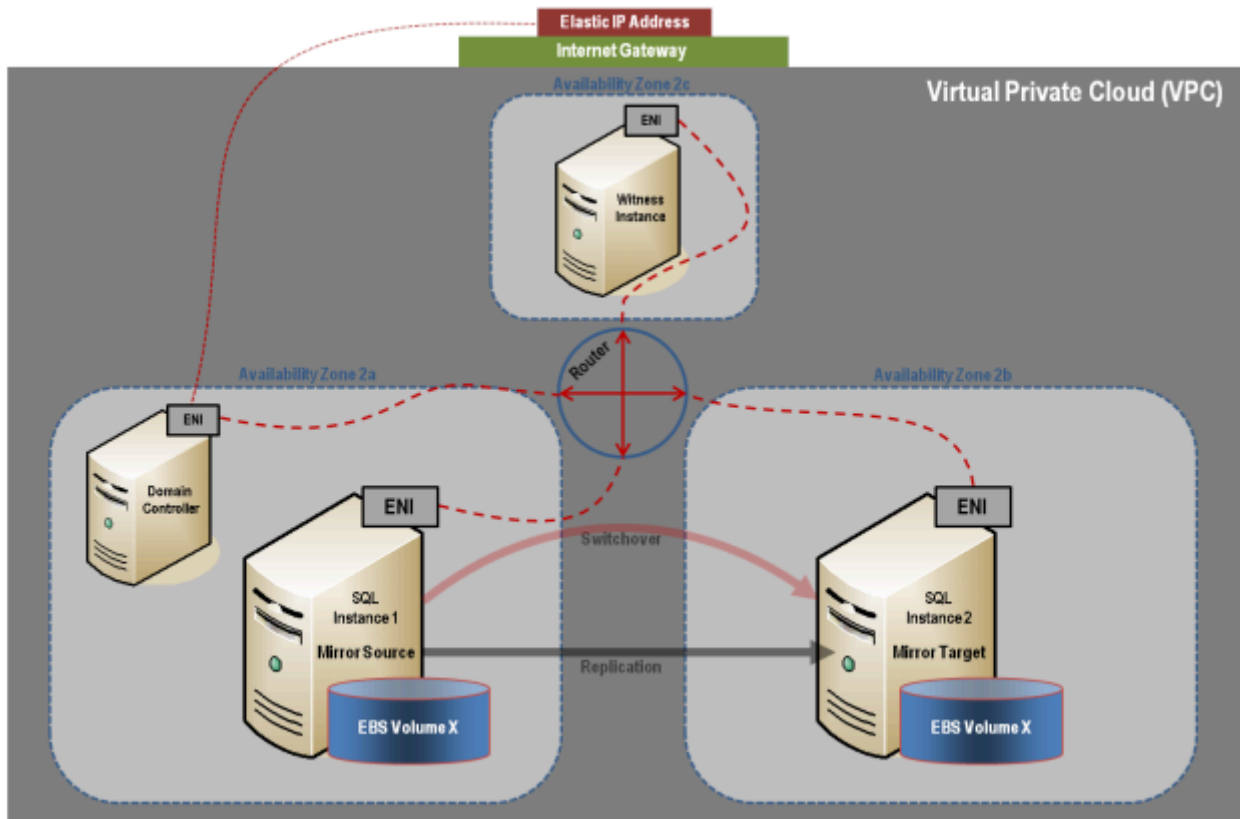 Elastic IP Address
Internet Gateway
Virtual Private Cloud (VPC)
Availability Zone 2c
ENI
Witness
Instance
Router
Availability Zone 2a
ENI
Domain
Controller
ENI
SQL
Instance 1
Mirror Source
EBS Volume X
Switchover
Replication
Availability Zone 2b
ENI
SQL
Instance 2
Mirror Target
EBS Volume X